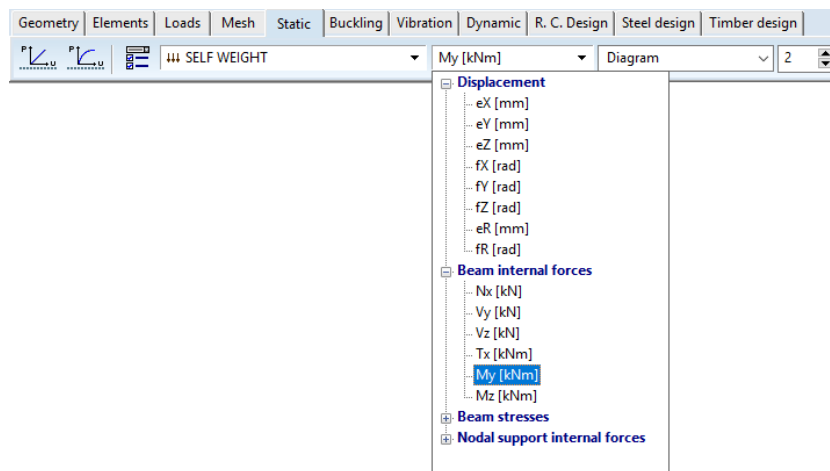 Geometry Elements Loads Mesh Static Buckling Vibration Dynamic R. C. Design Steel design Timber design
P u P u SELF WEIGHT My [kNm] Diagram 2
Displacement
eX [mm]
eY [mm]
eZ [mm]
fX [rad]
fY [rad]
fZ [rad]
eR [mm]
fR [rad]
Beam internal forces
Nx [kN]
Vy [kN]
Vz [kN]
Tx [kNm]
My [kNm]
Mz [kNm]
Beam stresses
Nodal support internal forces